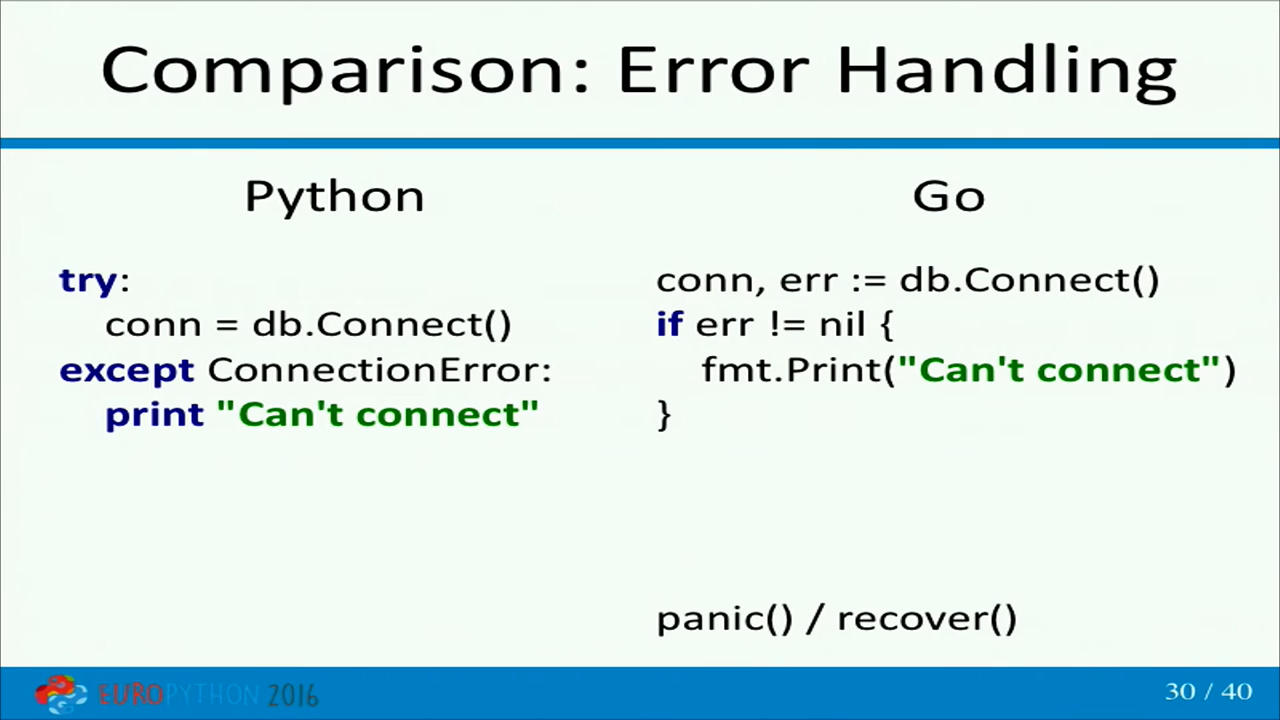 Comparison: Error Handling
Python
try:
conn = db.Connect()
except ConnectionError:
print "Can't connect"
Go
conn, err := db.Connect()
if err != nil {
fmt.Print("Can't connect")
}
panic() / recover()
EUROPYTHON 2016
30 / 40